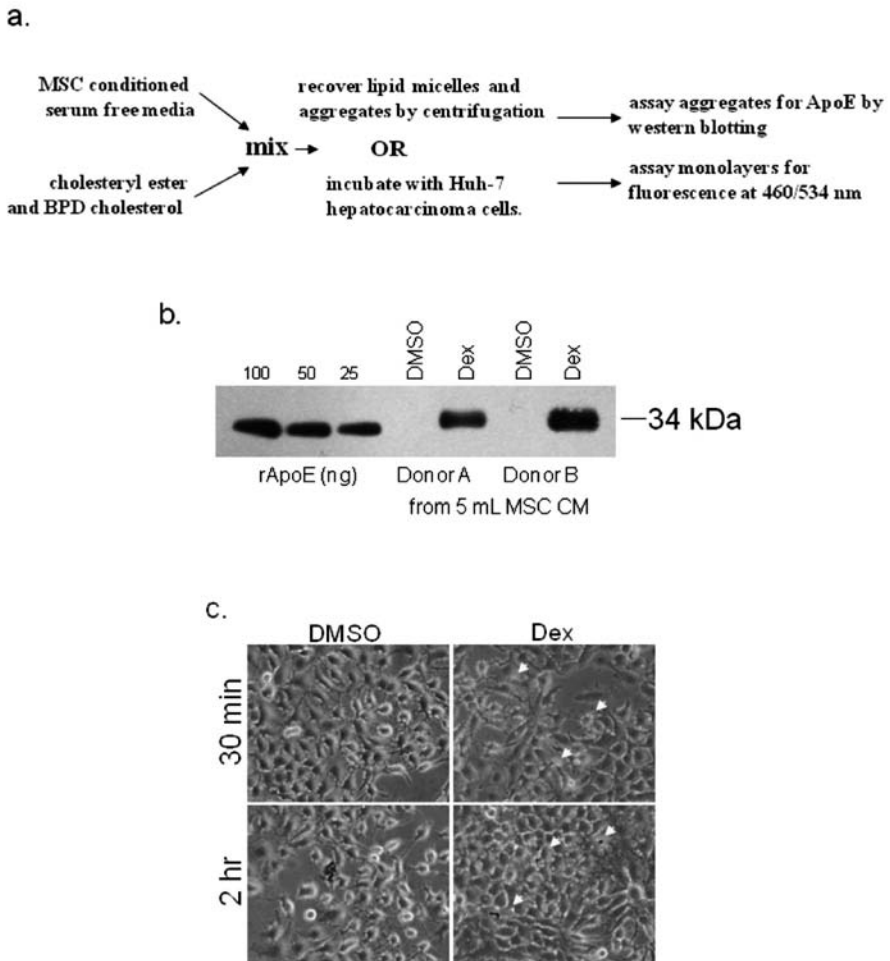 a.
MSC conditioned
serum free media
cholesteryl ester
and BPD cholesterol
mix
recover lipid micelles and
aggregates by centrifugation
OR
incubate with Huh-7
hepatocarcinoma cells.
assay aggregates for ApoE by
western blotting
assay monolayers for
fluorescence at 460/534 nm
b.
100 50 25 DMSO Dex DMSO Dex
34 kDa
rApoE (ng) Donor A Donor B
from 5 mL MSC CM
c.
DMSO Dex
30 min
2 hr